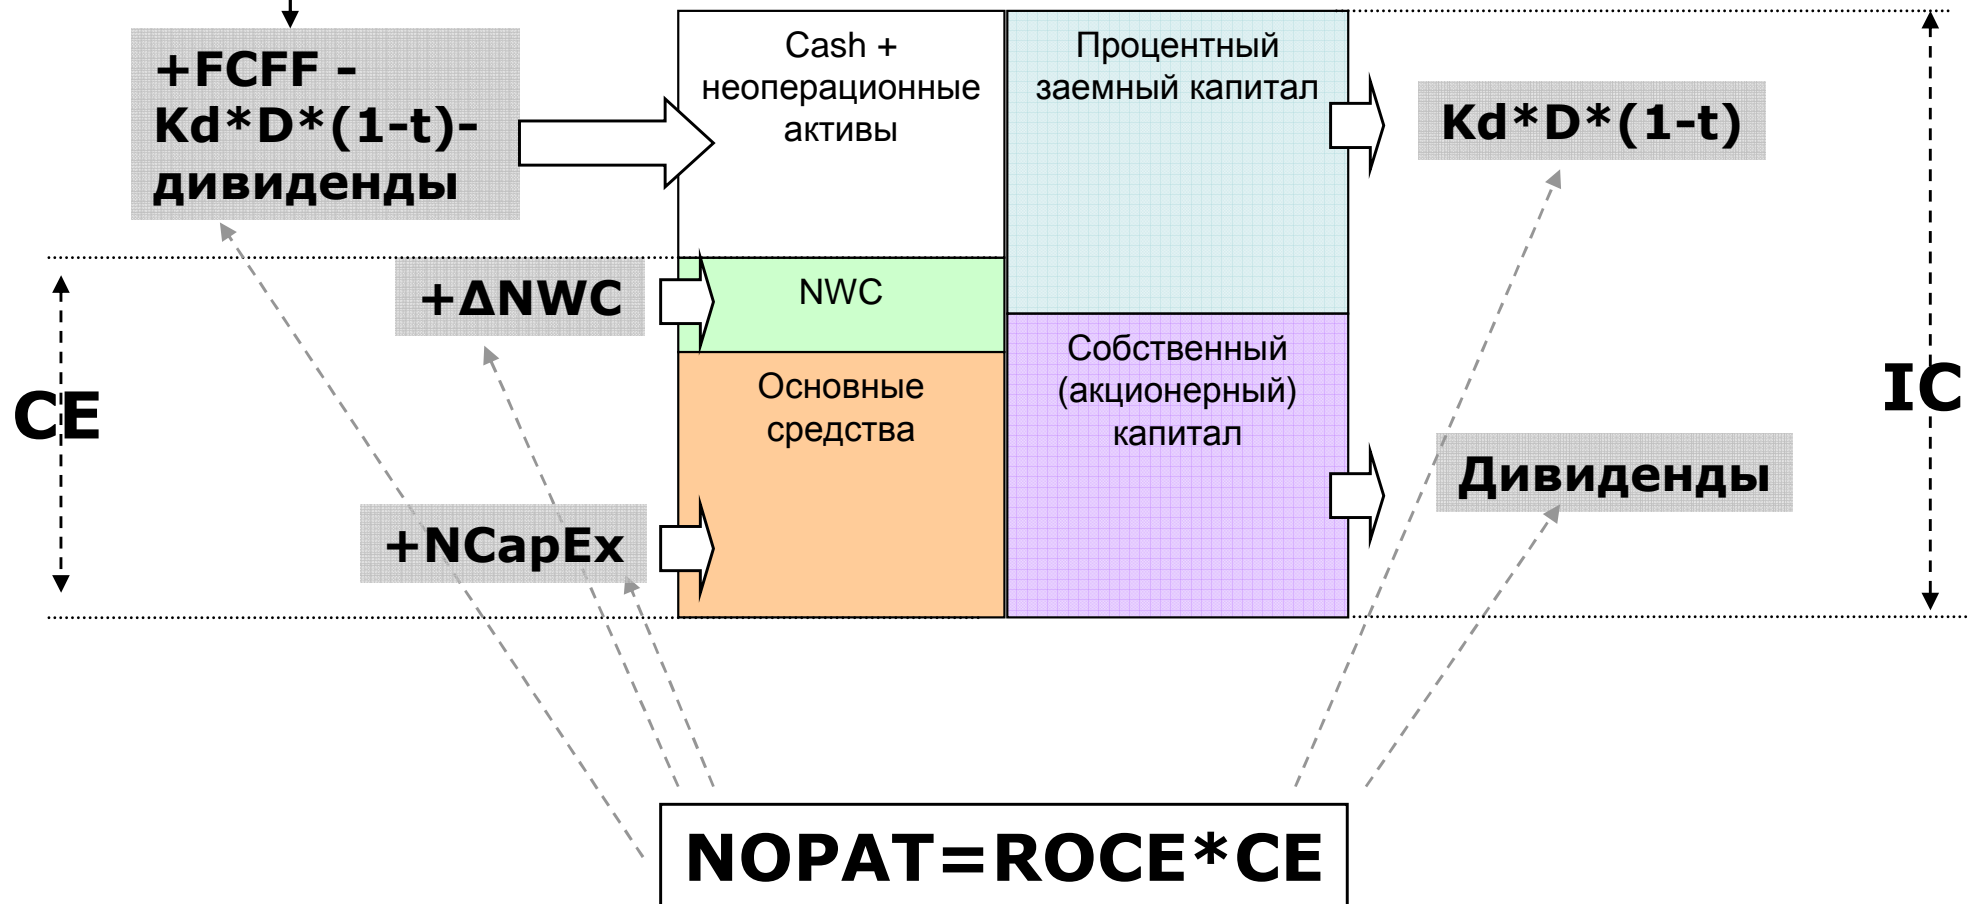 +FCFF -
Kd*D*(1-t)-
дивиденды
Cash +
неоперационные
активы
Процентный
заемный капитал
Kd*D*(1-t)
+ΔNWC
NWC
Основные
средства
Собственный
(акционерный)
капитал
CE
IC
Дивиденды
+NCapEx
NOPAT=ROCE*CE